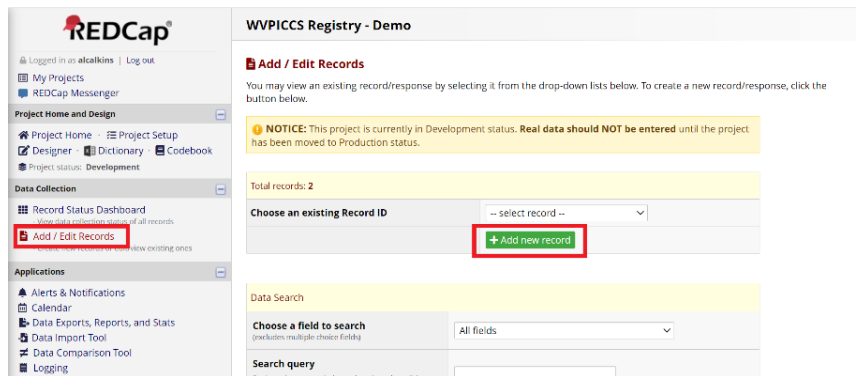 REDCap
Logged in as alcalkins | Log out
My Projects
REDCap Messenger
Project Home and Design
Project Home · Project Setup
Designer · Dictionary · Codebook
Project status: Development
Data Collection
Record Status Dashboard
- View data collection status of all records
Add / Edit Records
- Create new records or edit/view existing ones
Applications
Alerts & Notifications
Calendar
Data Exports, Reports, and Stats
Data Import Tool
Data Comparison Tool
Logging
WVPICCS Registry - Demo
Add / Edit Records
You may view an existing record/response by selecting it from the drop-down lists below. To create a new record/response, click the
button below.
NOTICE: This project is currently in Development status. Real data should NOT be entered until the project
has been moved to Production status.
Total records: 2
Choose an existing Record ID
-- select record --
+ Add new record
Data Search
Choose a field to search
(excludes multiple choice fields)
All fields
Search query